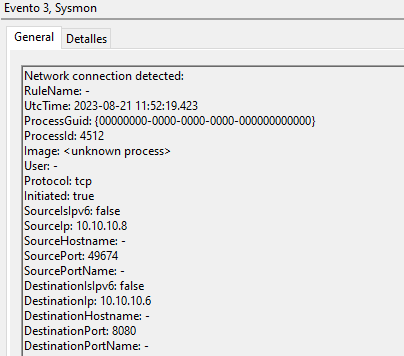 Evento 3, Sysmon
General
Detalles
Network connection detected:
RuleName: -
UtcTime: 2023-08-21 11:52:19.423
ProcessGuid: {00000000-0000-0000-0000-000000000000}
ProcessId: 4512
Image: <unknown process>
User: -
Protocol: tcp
Initiated: true
SourceIsIpv6: false
SourceIp: 10.10.10.8
SourceHostname: -
SourcePort: 49674
SourcePortName: -
DestinationIsIpv6: false
DestinationIp: 10.10.10.6
DestinationHostname: -
DestinationPort: 8080
DestinationPortName: -